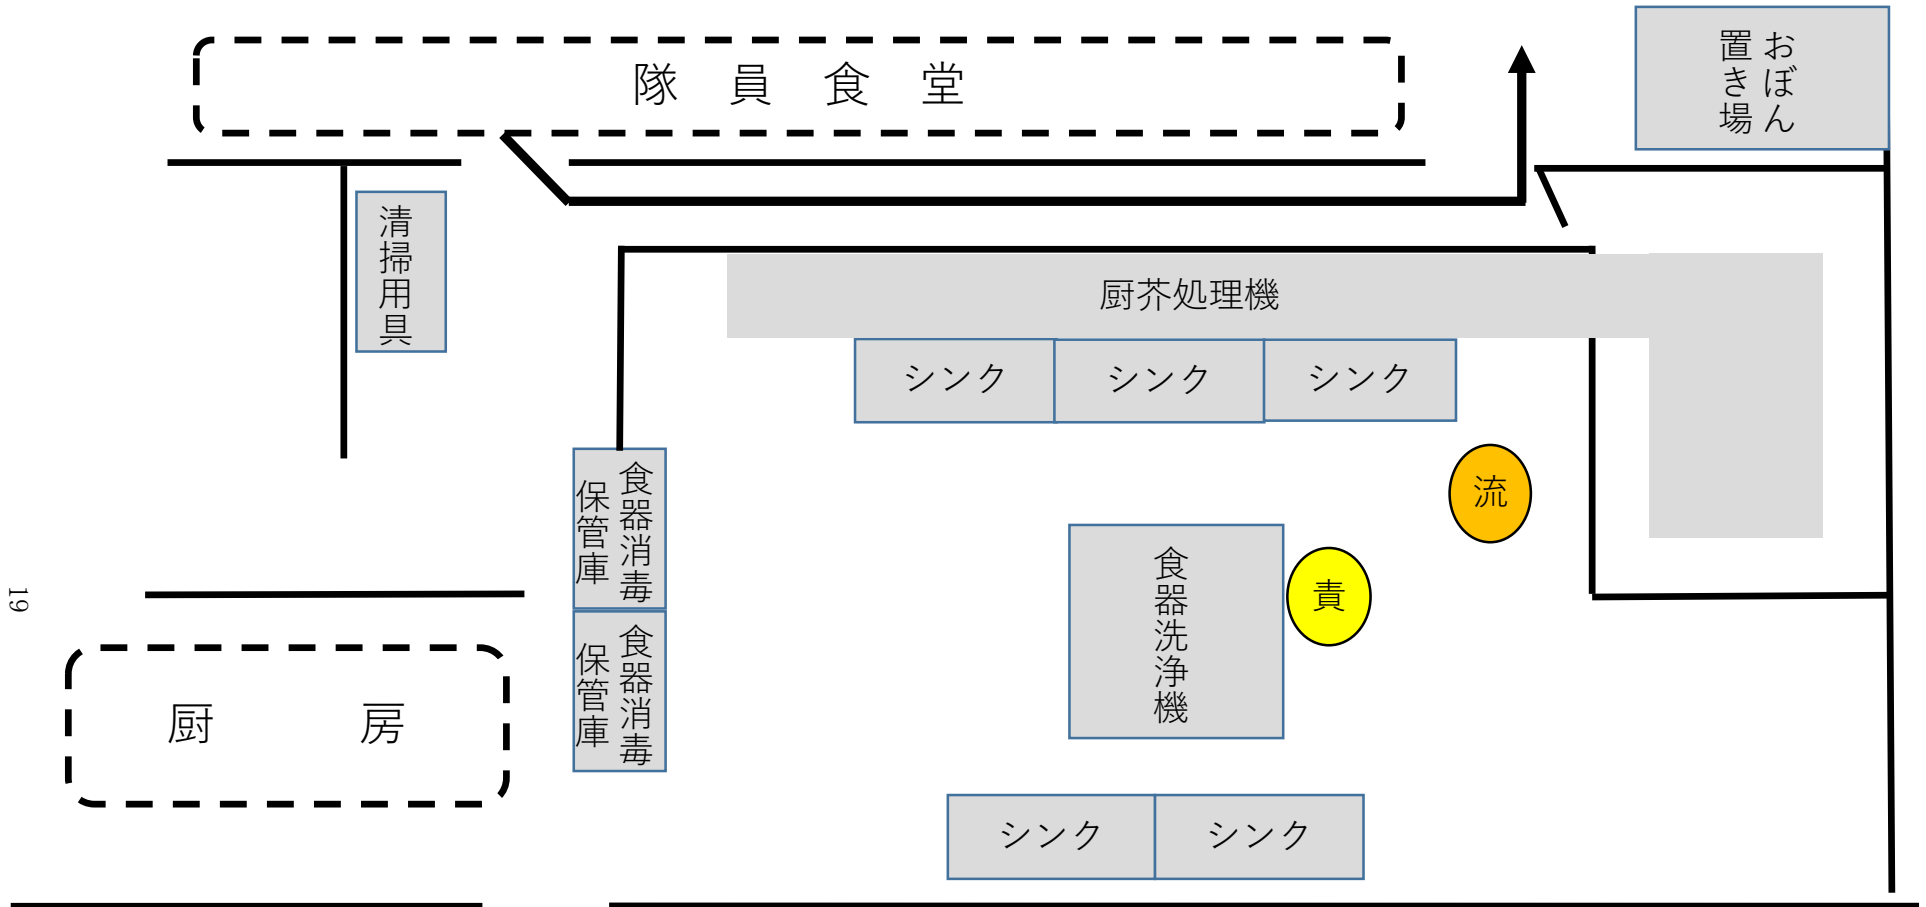 隊員食堂
おぼん
置き場
清掃用具
厨芥処理機
シンク
シンク
シンク
食器消毒
保管庫
流
食器洗浄機
責
食器消毒
保管庫
厨房
シンク
シンク
19